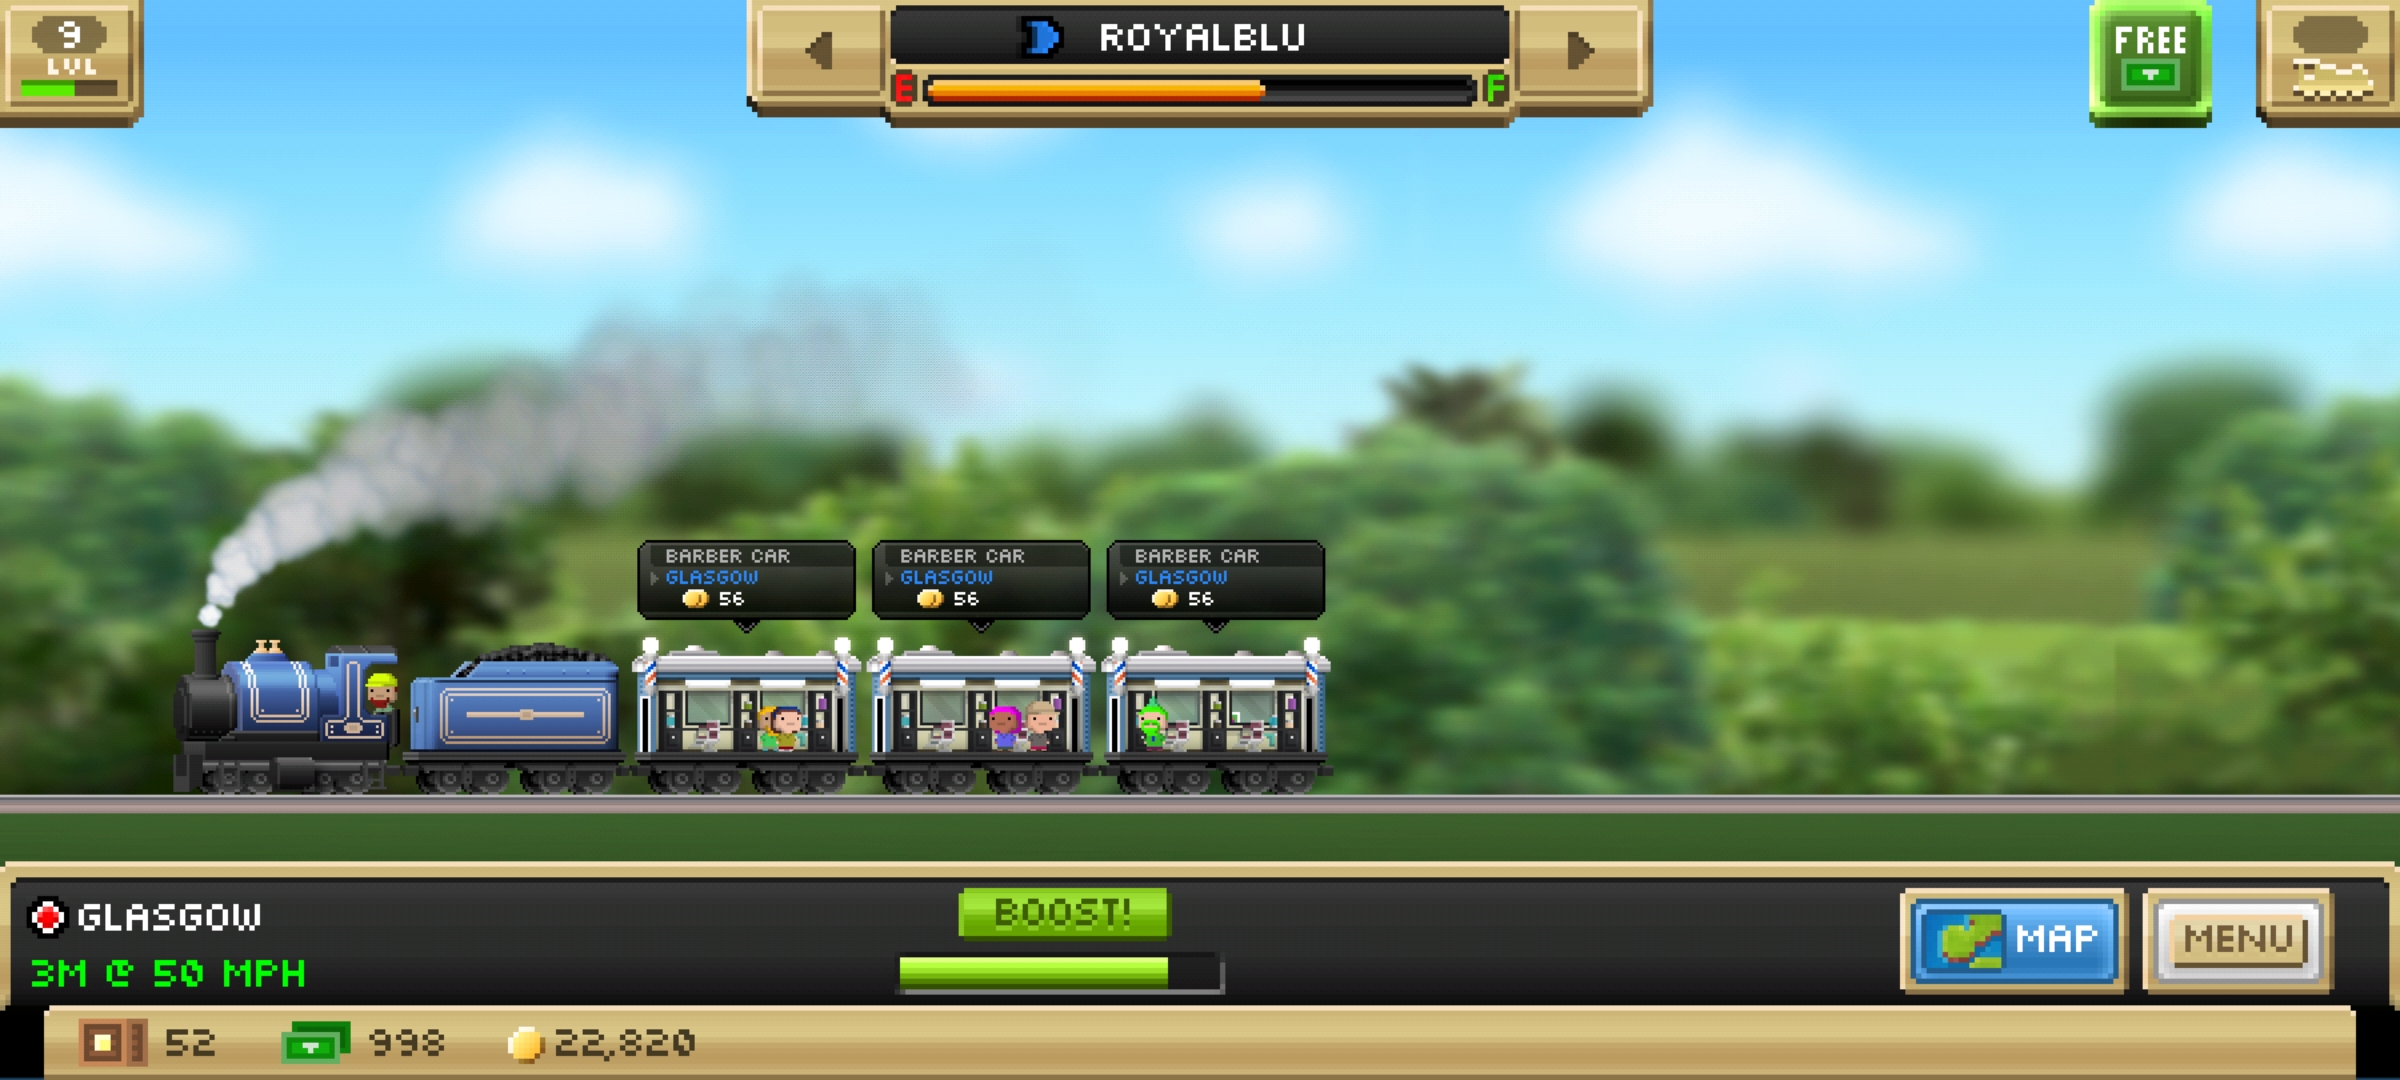 9
LVL
ROYALBLU
E
F
FREE
BARBER CAR
GLASGOW
56
BARBER CAR
GLASGOW
56
BARBER CAR
GLASGOW
56
GLASGOW
3M @ 50 MPH
BOOST!
MAP
MENU
52
998
22,820